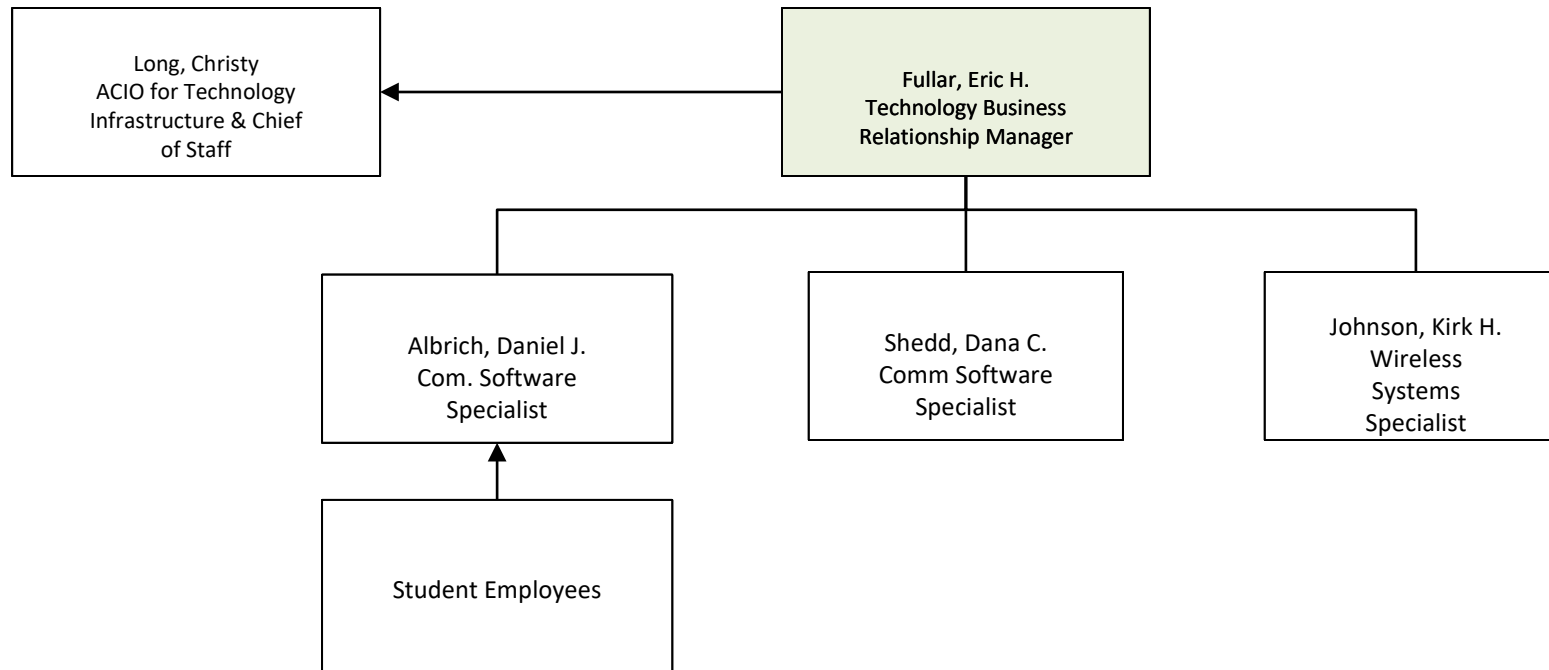 Long, Christy
ACIO for Technology
Infrastructure & Chief
of Staff
Fullar, Eric H.
Technology Business
Relationship Manager
Albrich, Daniel J.
Com. Software
Specialist
Shedd, Dana C.
Comm Software
Specialist
Johnson, Kirk H.
Wireless
Systems
Specialist
Student Employees